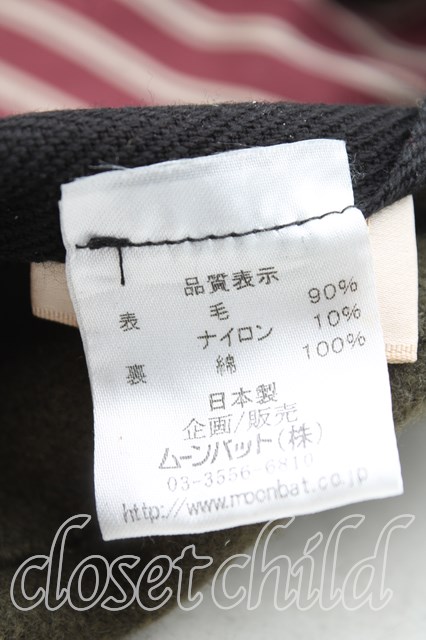 品質表示
表 毛 90%
ナイロン 10%
裏 綿 100%
日本製
企画/販売
ムーンバット(株)
03-3556-6810
http://www.moonbat.co.jp
closet child